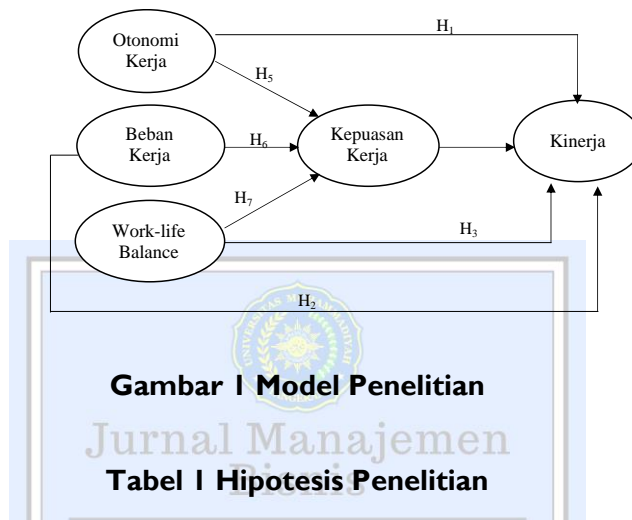 Otonomi
Kerja
H₁
H₅
Beban
Kerja
H₆
Kepuasan
Kerja
Kinerja
H₇
Work-life
Balance
H₃
H₂
Gambar 1 Model Penelitian
Jurnal Manajemen
Bisnis
Tabel 1 Hipotesis Penelitian